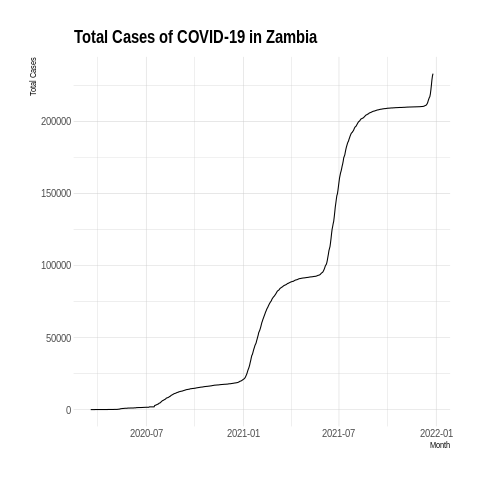 Total Cases of COVID-19 in Zambia
Total Cases
200000
150000
100000
50000
0
2020-07 2021-01 2021-07 2022-01
Month